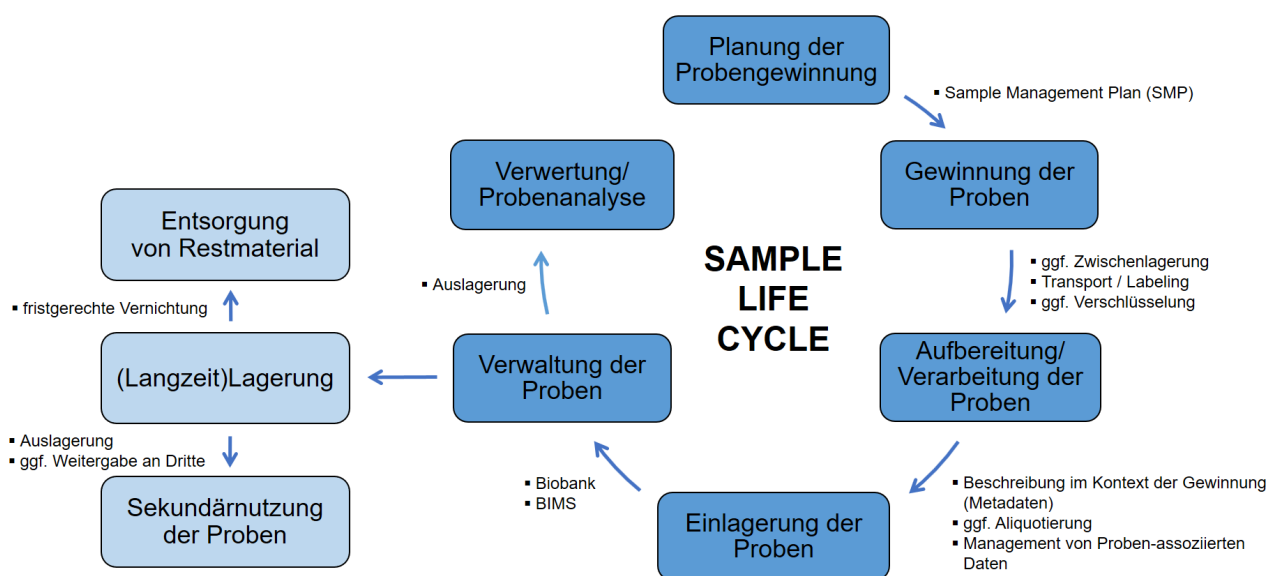 Planung der
Probengewinnung
▪ Sample Management Plan (SMP)
Gewinnung der
Proben
▪ ggf. Zwischenlagerung
▪ Transport / Labeling
▪ ggf. Verschlüsselung
Aufbereitung/
Verarbeitung der
Proben
▪ Beschreibung im Kontext der Gewinnung
(Metadaten)
▪ ggf. Aliquotierung
▪ Management von Proben-assoziierten
Daten
Einlagerung der
Proben
▪ Biobank
▪ BIMS
Verwaltung der
Proben
▪ Auslagerung
Verwertung/
Probenanalyse
SAMPLE
LIFE
CYCLE
(Langzeit)Lagerung
▪ fristgerechte Vernichtung
Entsorgung
von Restmaterial
▪ Auslagerung
▪ ggf. Weitergabe an Dritte
Sekundärnutzung
der Proben